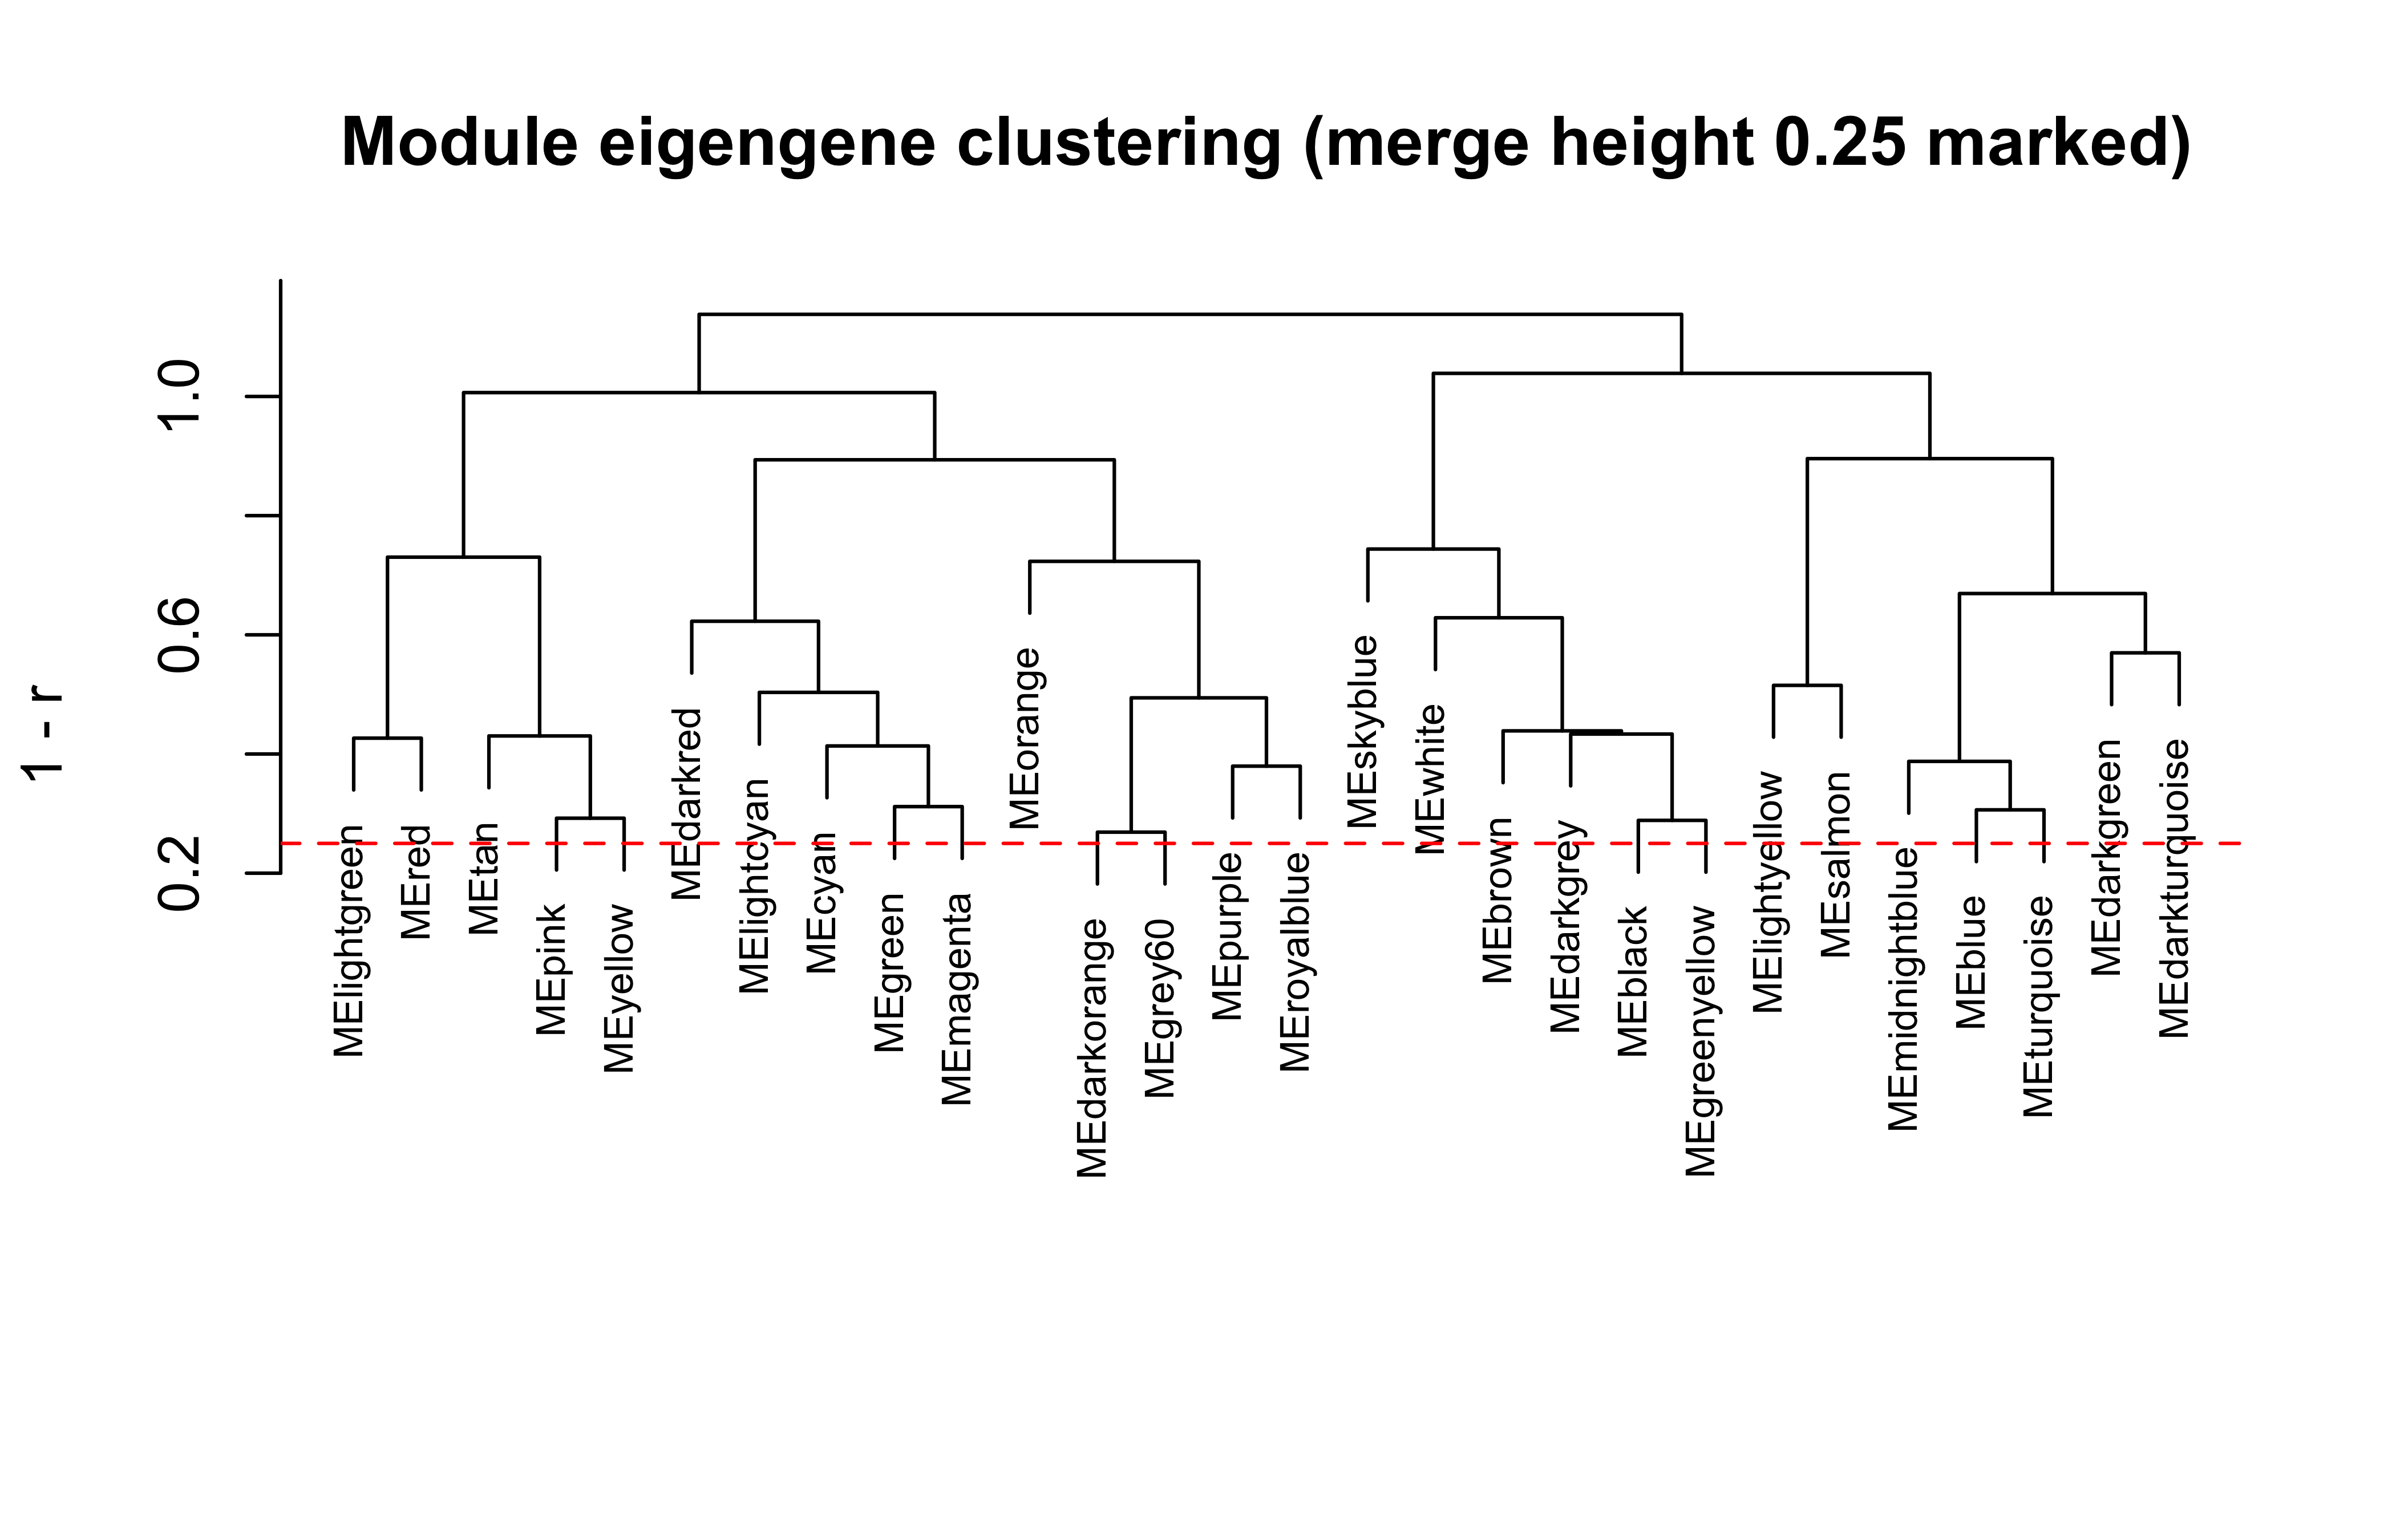 Module eigengene clustering (merge height 0.25 marked)
1 - r
1.0
0.6
0.2
MElightgreen
MEred
MEtan
MEpink
MEyellow
MEdarkred
MElightcyan
MEcyan
MEgreen
MEmagenta
MEorange
MEdarkorange
MEgrey60
MEpurple
MEroyalblue
MEskyblue
MEwhite
MEbrown
MEdarkgrey
MEblack
MEgreenyellow
MElightyellow
MEsalmon
MEmidnightblue
MEblue
MEturquoise
MEdarkgreen
MEdarkturquoise